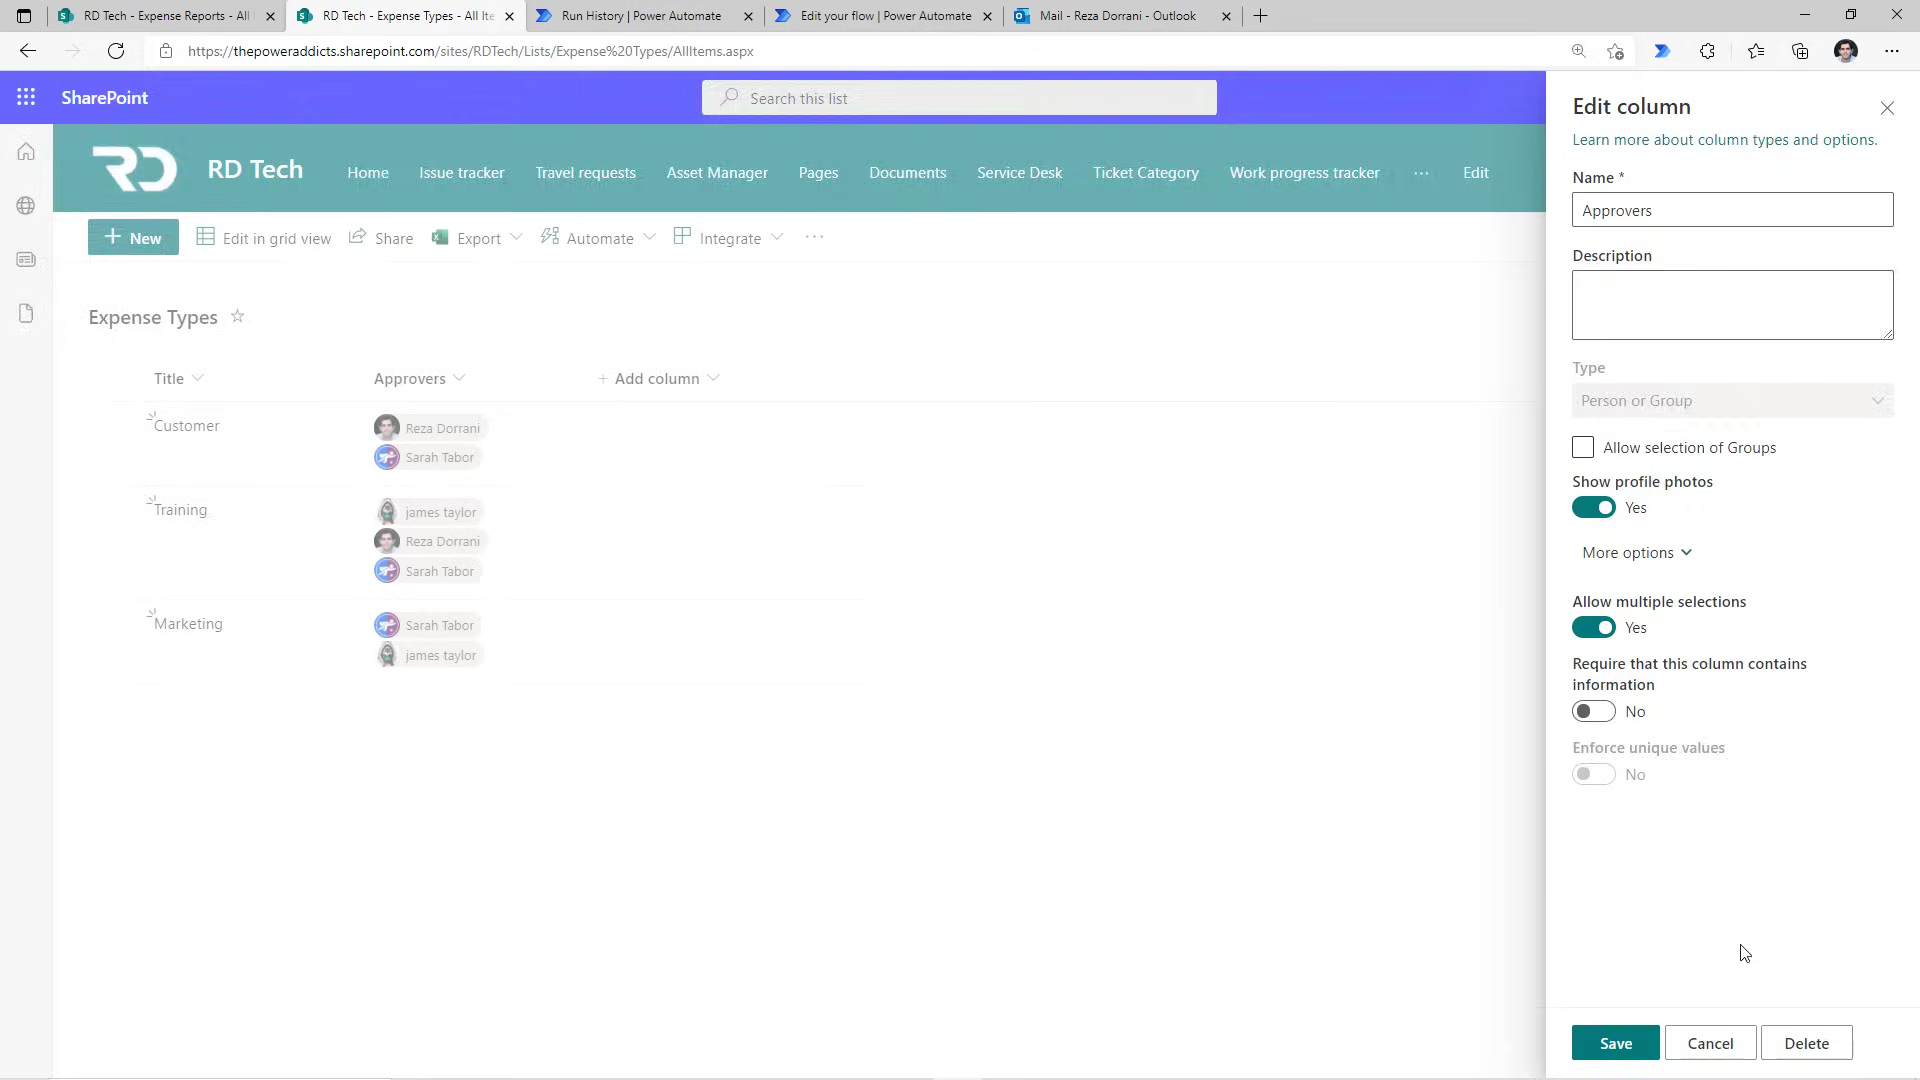 RD Tech - Expense Reports - All
RD Tech - Expense Types - All Ite
Run History | Power Automate
Edit your flow | Power Automate
Mail - Reza Dorrani - Outlook
https://thepoweraddicts.sharepoint.com/sites/RDTech/Lists/Expense%20Types/AllItems.aspx
SharePoint
Search this list
RD
RD Tech
Home
Issue tracker
Travel requests
Asset Manager
Pages
Documents
Service Desk
Ticket Category
Work progress tracker
Edit
New
Edit in grid view
Share
Export
Automate
Integrate
Expense Types
Title
Approvers
+ Add column
Customer
Reza Dorrani
Sarah Tabor
Training
james taylor
Reza Dorrani
Sarah Tabor
Marketing
Sarah Tabor
james taylor
Edit column
Learn more about column types and options.
Name *
Approvers
Description
Type
Person or Group
Allow selection of Groups
Show profile photos
Yes
More options
Allow multiple selections
Yes
Require that this column contains
information
No
Enforce unique values
No
Save
Cancel
Delete